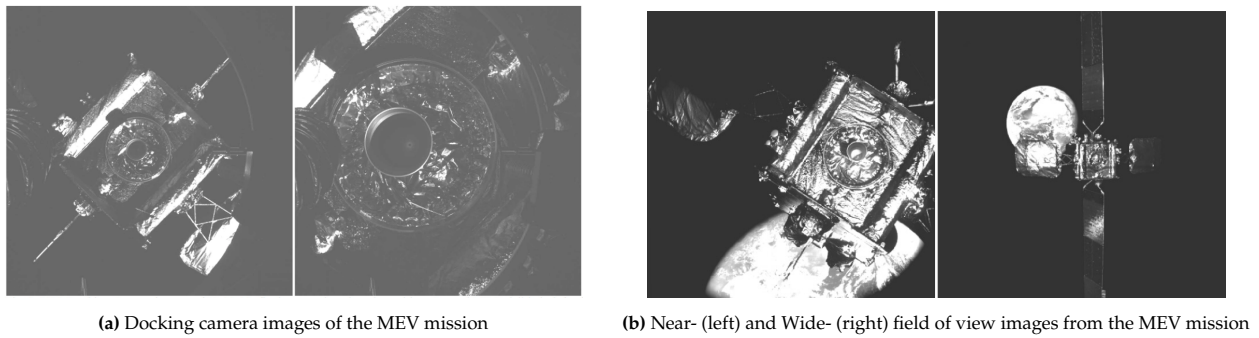 (a) Docking camera images of the MEV mission
(b) Near- (left) and Wide- (right) field of view images from the MEV mission